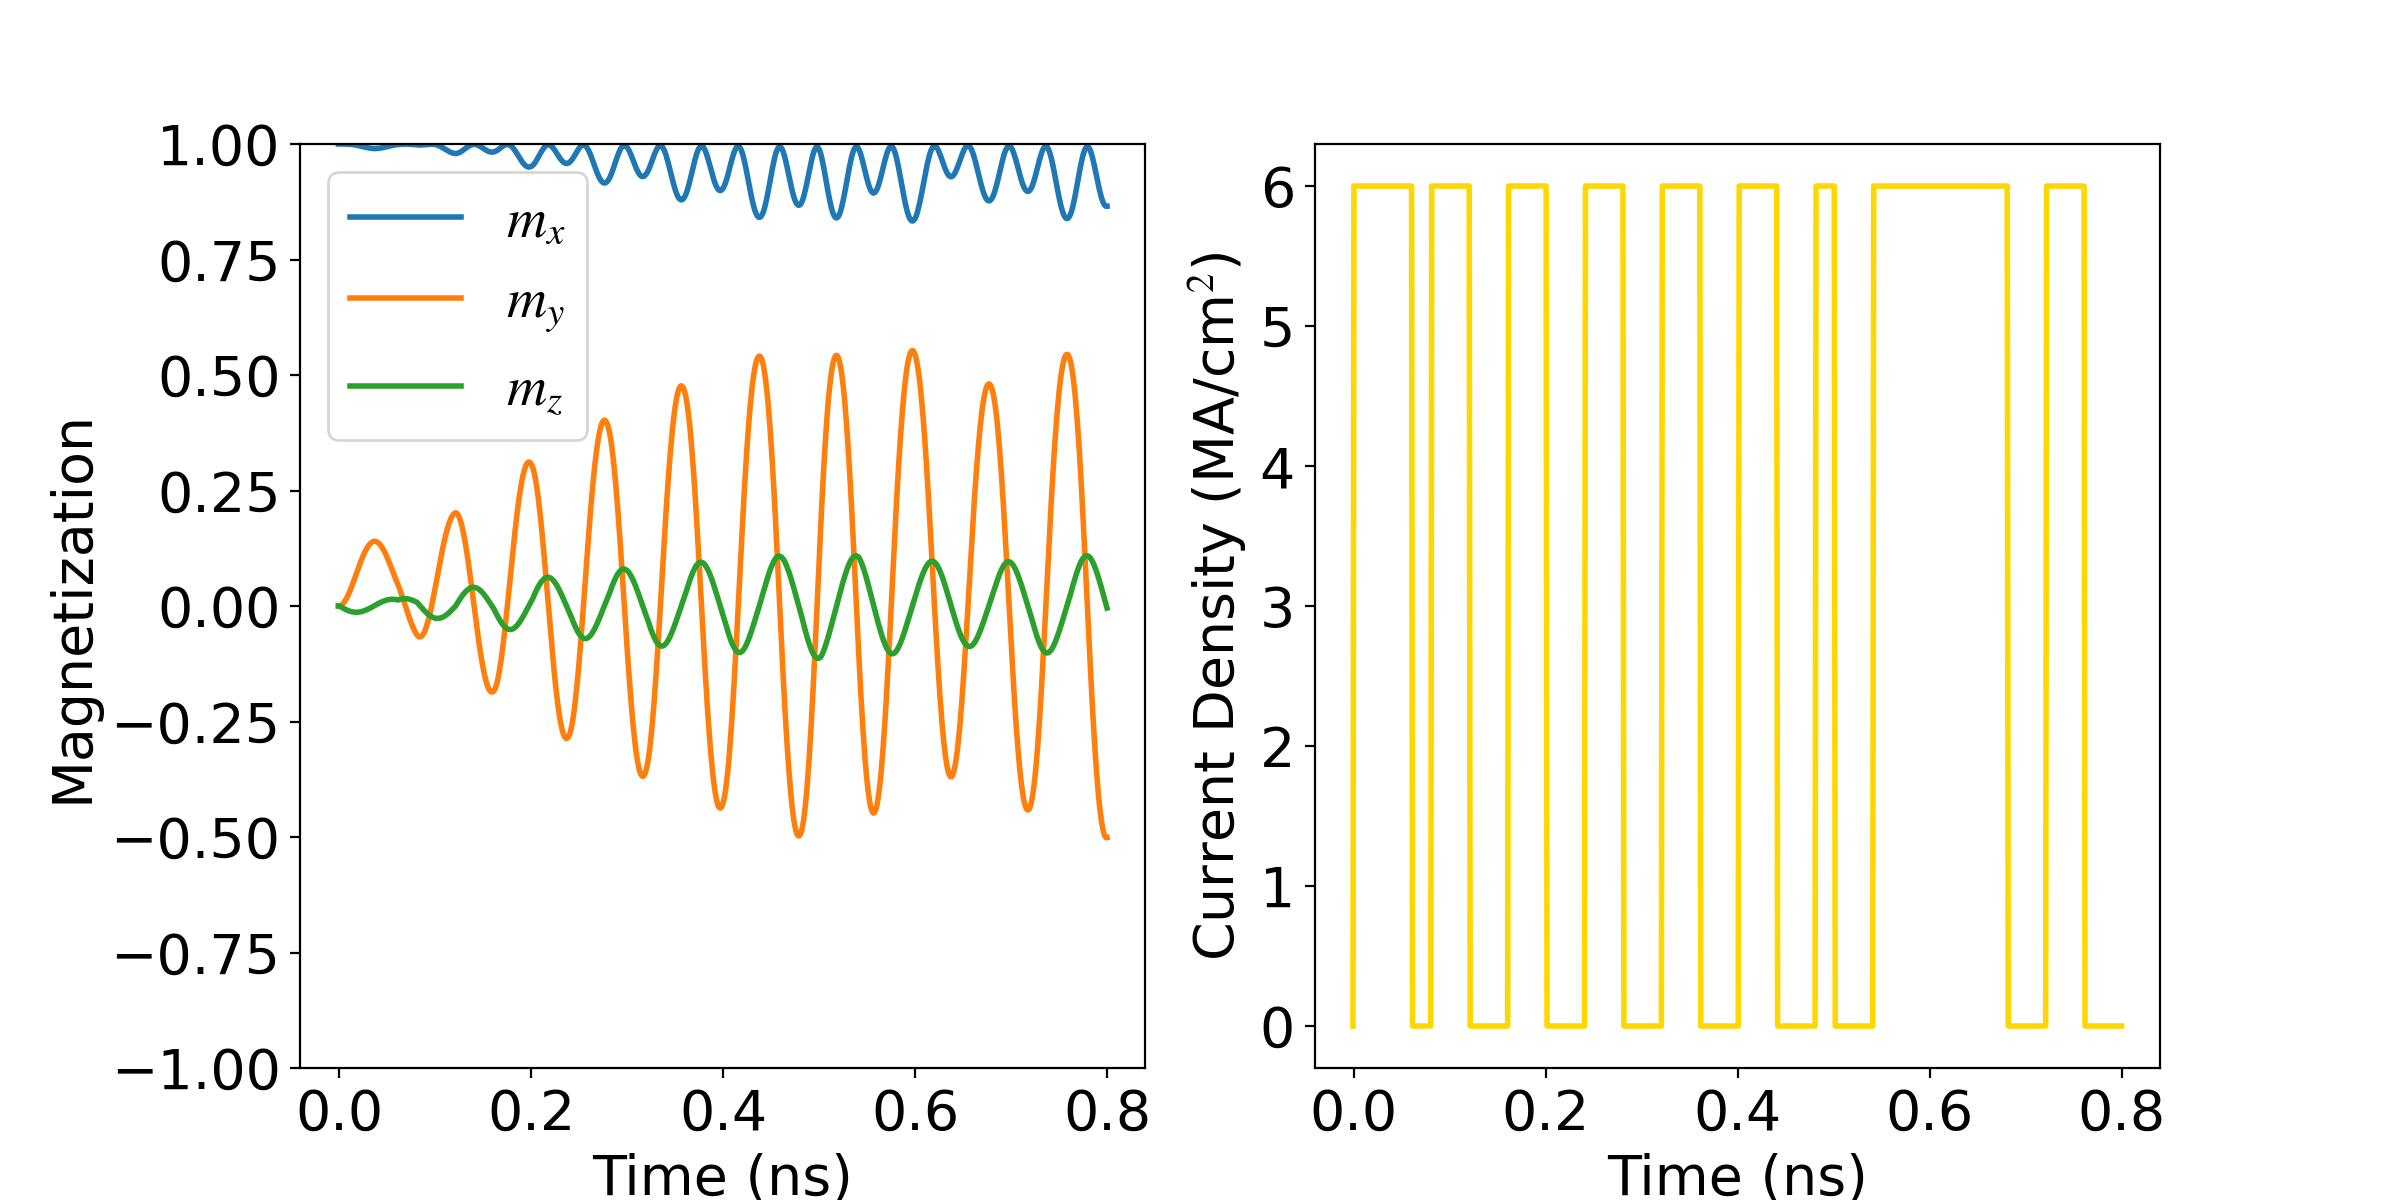 1.00
0.75
0.50
0.25
0.00
−0.25
−0.50
−0.75
−1.00
Magnetization
m_x
m_y
m_z
0.0 0.2 0.4 0.6 0.8
Time (ns)
6
5
4
3
2
1
0
Current Density (MA/cm²)
0.0 0.2 0.4 0.6 0.8
Time (ns)